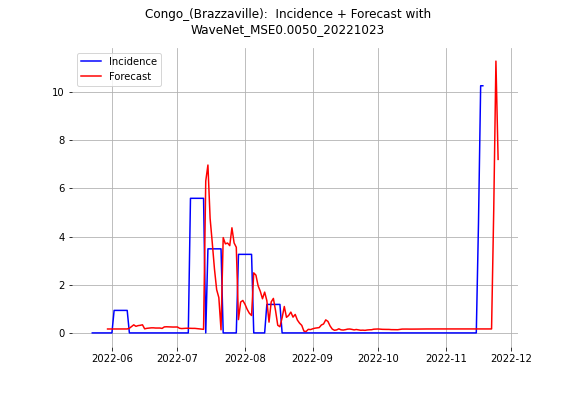 Congo_(Brazzaville):  Incidence + Forecast with
WaveNet_MSE0.0050_20221023
Incidence
Forecast
10
8
6
4
2
0
2022-06 2022-07 2022-08 2022-09 2022-10 2022-11 2022-12